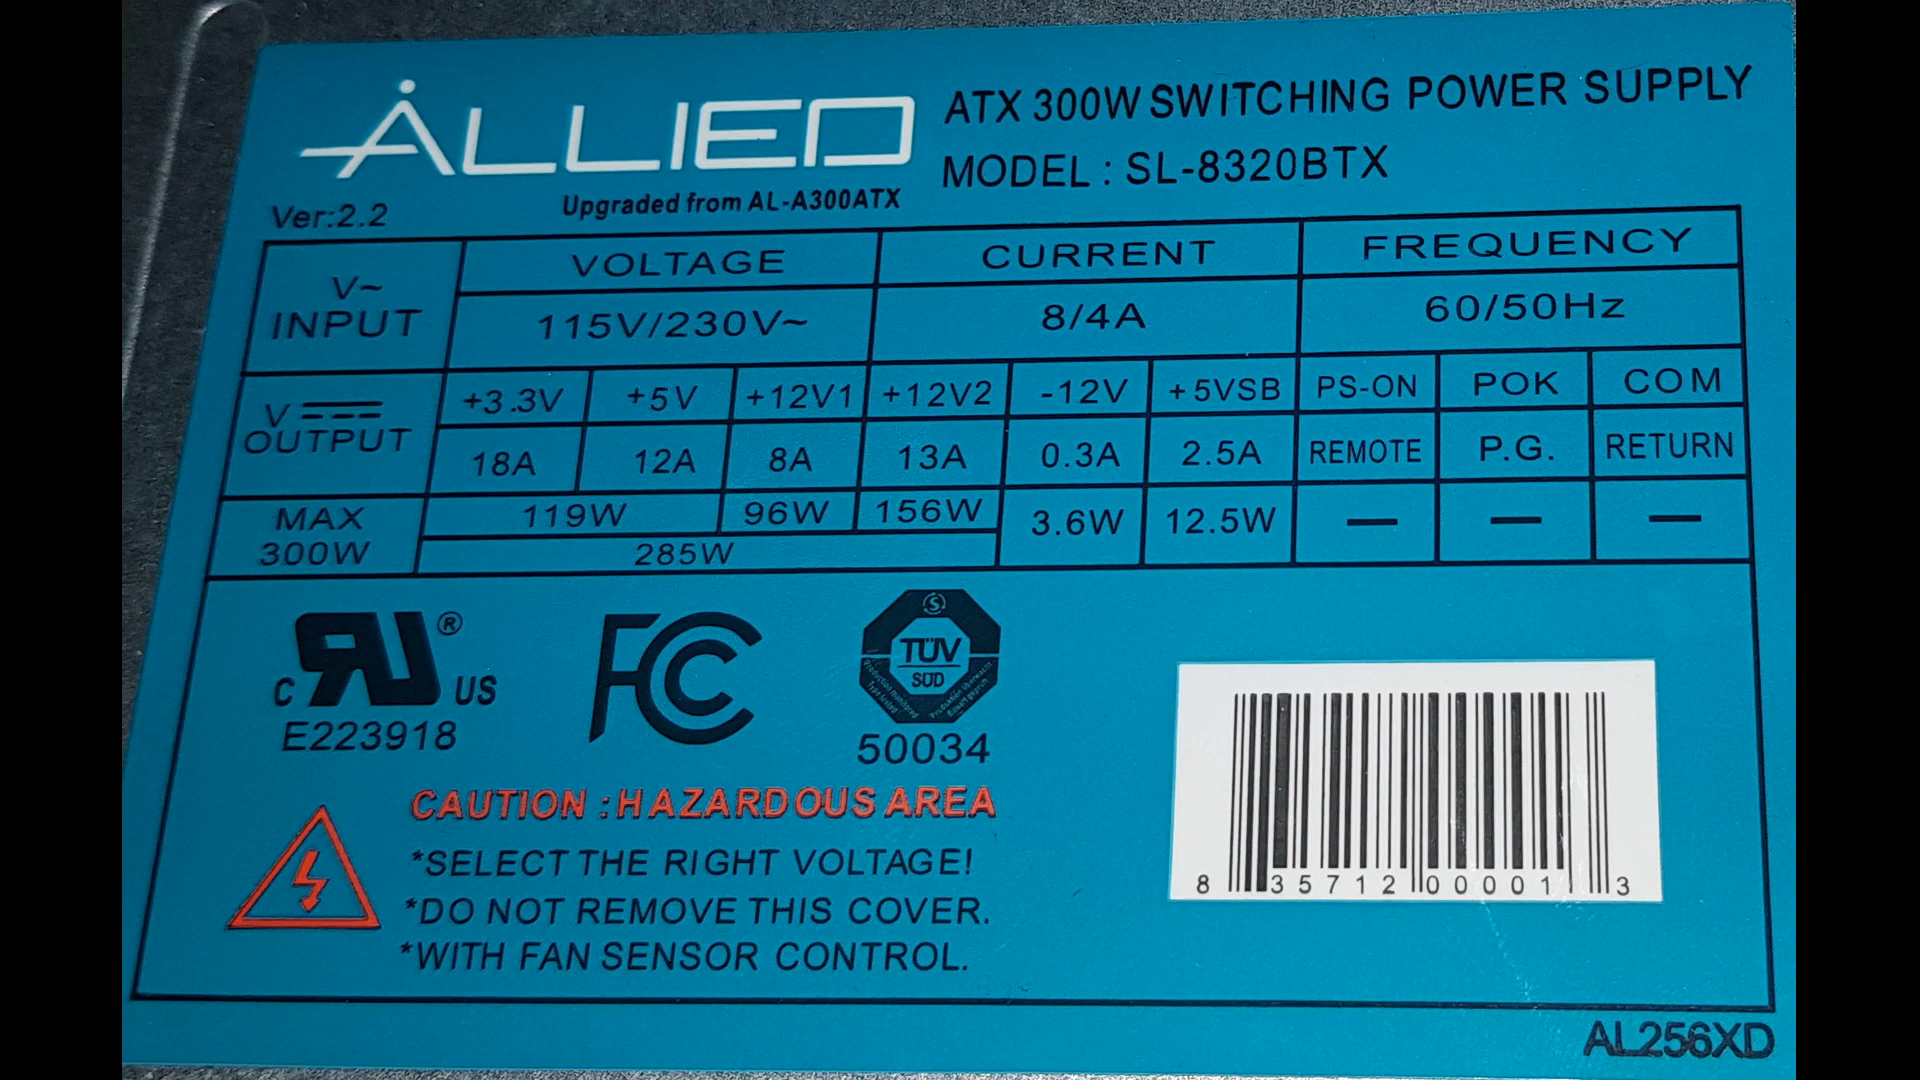 ALLIED
ATX 300W SWITCHING POWER SUPPLY
MODEL : SL-8320BTX
Ver:2.2
Upgraded from AL-A300ATX
V~ INPUT
VOLTAGE CURRENT FREQUENCY
115V/230V~ 8/4A 60/50Hz
V OUTPUT
+3.3V +5V +12V1 +12V2 -12V +5VSB PS-ON POK COM
18A 12A 8A 13A 0.3A 2.5A REMOTE P.G. RETURN
MAX 300W
119W 96W 156W 3.6W 12.5W — — —
285W
C RU ® US
E223918
FC
S
TÜV
SÜD
50034
CAUTION : HAZARDOUS AREA
*SELECT THE RIGHT VOLTAGE!
*DO NOT REMOVE THIS COVER.
*WITH FAN SENSOR CONTROL.
8 35712 00001 3
AL256XD